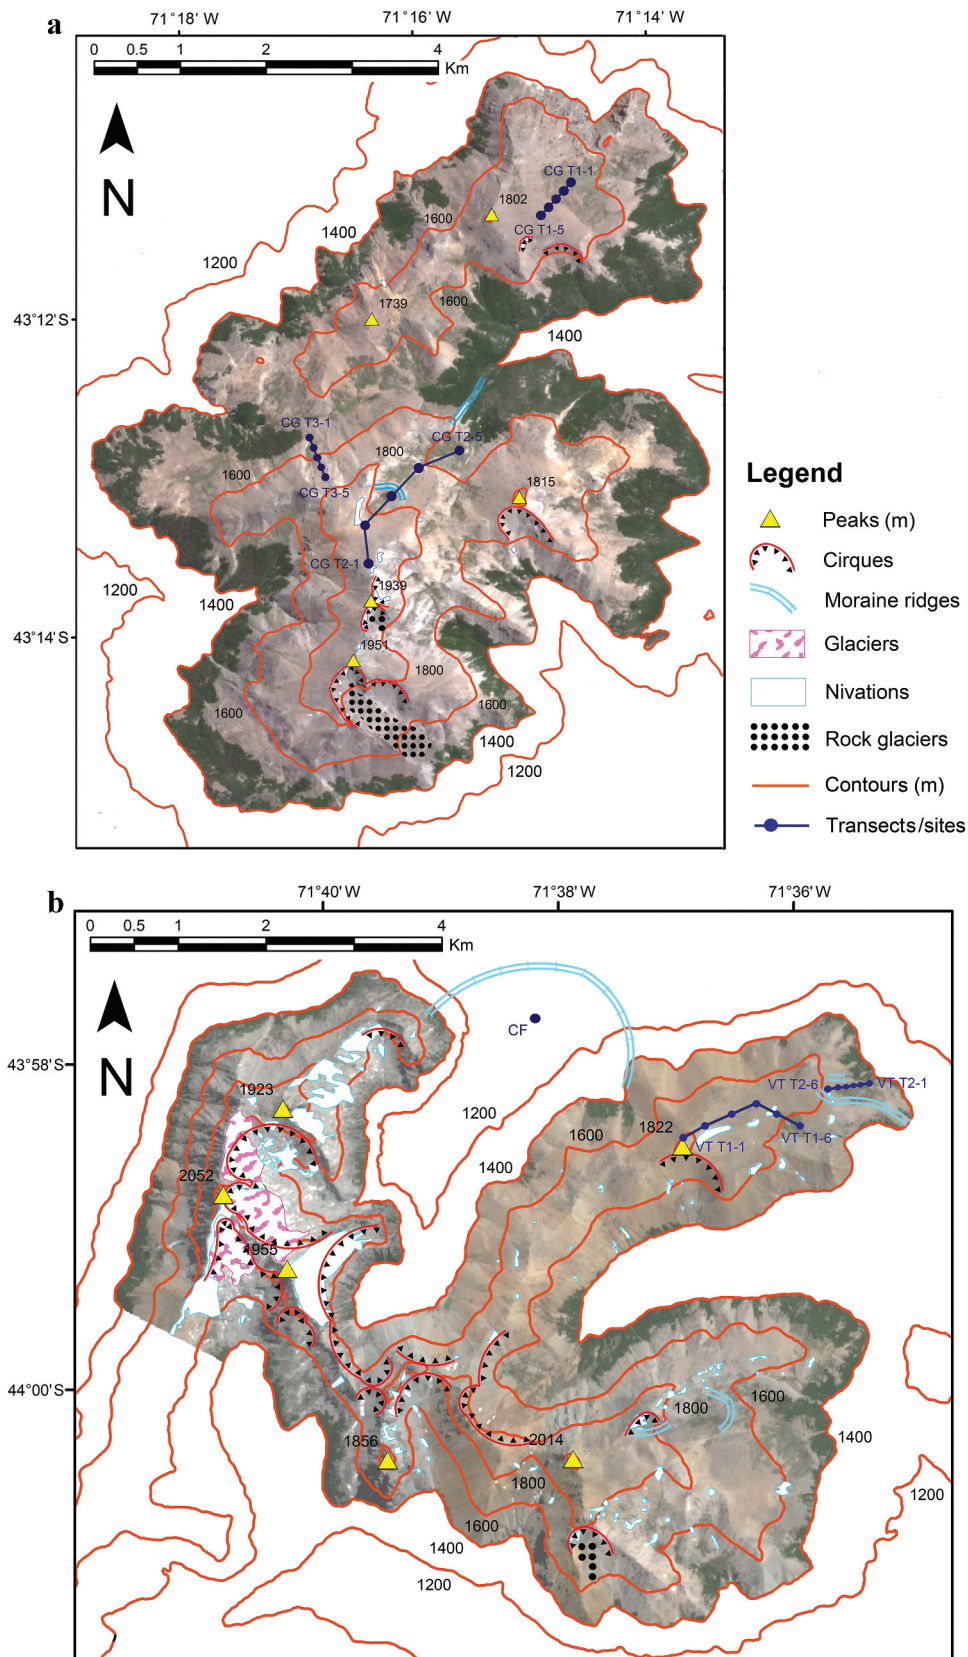 a
71°18' W
71°16' W
71°14' W
0 0.5 1 2 4
Km
N
CG T1-1
1802
CG T1-5
1600
1400
1200
1739
1600
43°12'S
1400
CG T3-1
CG T2-5
1800
1600
CG T3-5
1815
CG T2-1
1200
1939
1400
43°14'S
1951
1800
1600
1600
1400
1200
Legend
Peaks (m)
Cirques
Moraine ridges
Glaciers
Nivations
Rock glaciers
Contours (m)
Transects/sites
b
71°40' W
71°38' W
71°36' W
0 0.5 1 2 4
Km
N
CF
43°58'S
1923
VT T2-6
VT T2-1
1200
1600
1822
VT T1-1
VT T1-6
1400
2052
1955
44°00'S
1600
1800
1400
1856
2014
1800
1200
1600
1400
1200